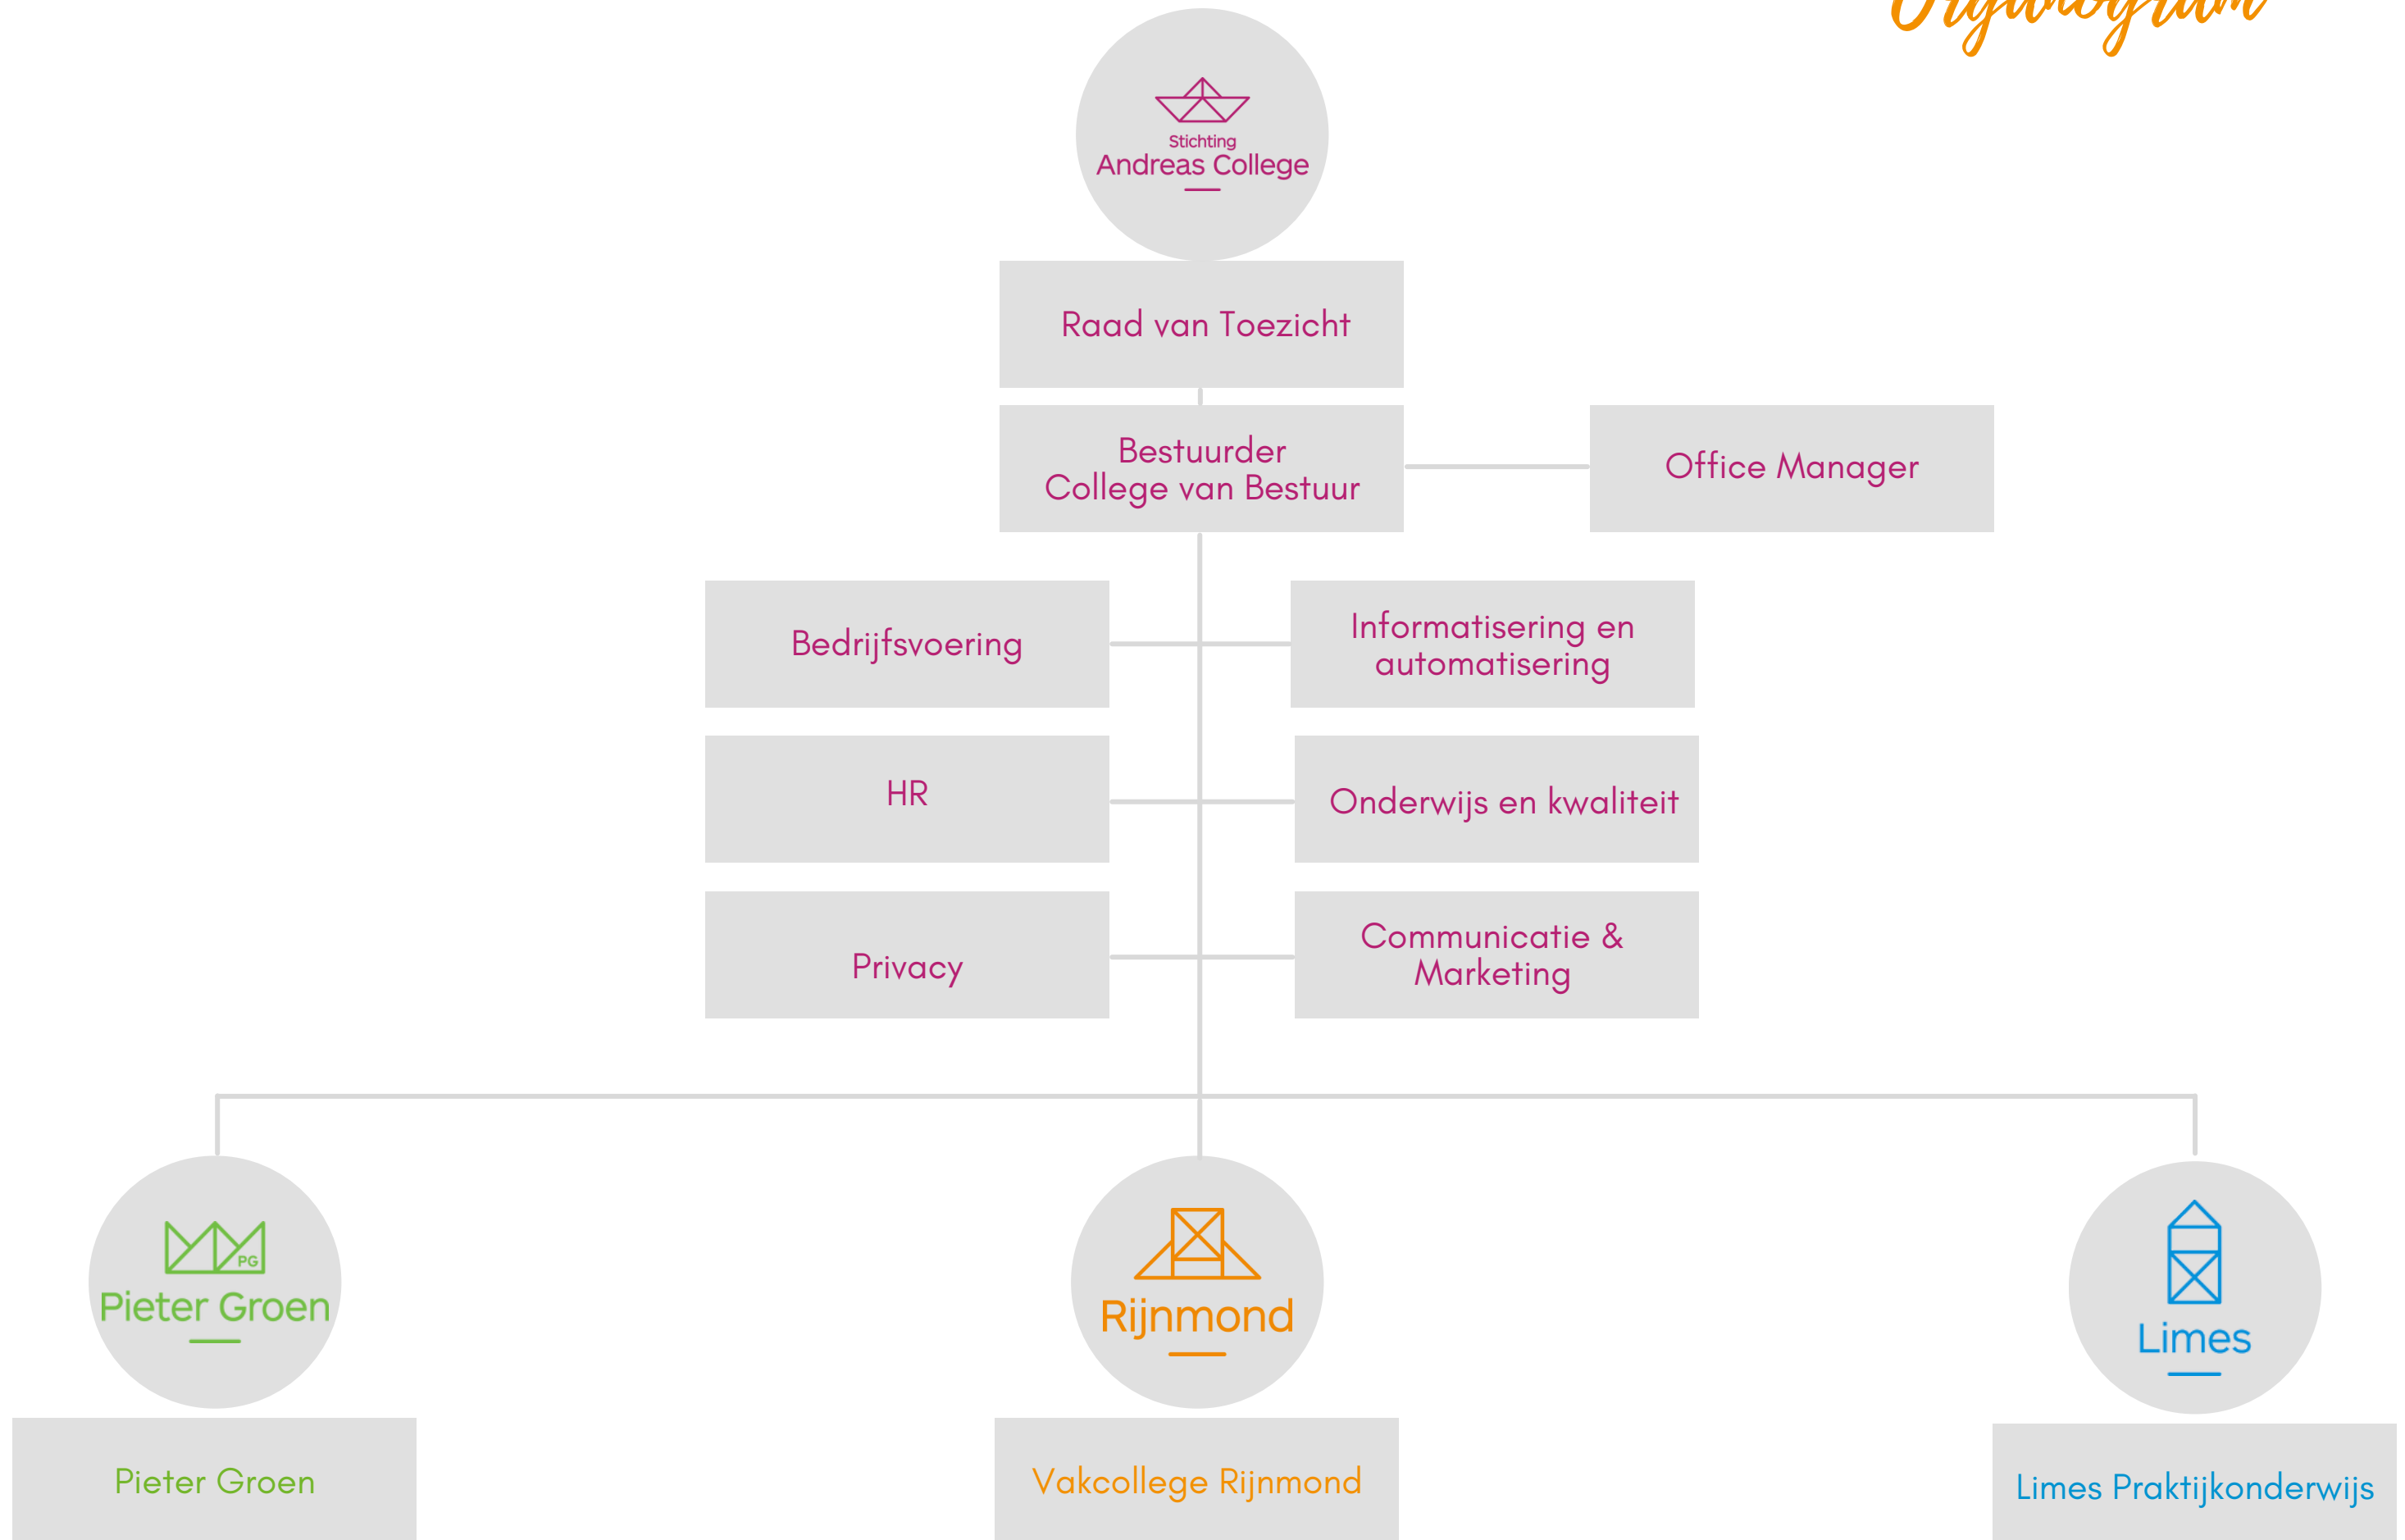 Organogram
Stichting
Andreas College
Raad van Toezicht
Bestuurder
College van Bestuur
Office Manager
Bedrijfsvoering
Informatisering en
automatisering
HR
Onderwijs en kwaliteit
Privacy
Communicatie &
Marketing
PG
Pieter Groen
Rijnmond
Limes
Pieter Groen
Vakcollege Rijnmond
Limes Praktijkonderwijs